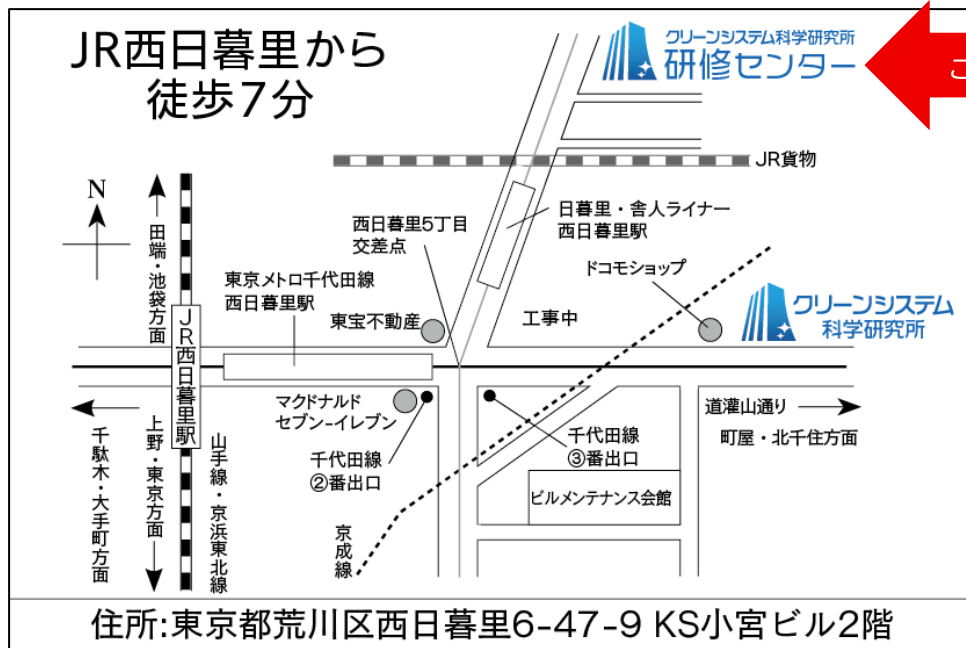 JR西日暮里から
徒歩7分
クリーンシステム科学研究所
研修センター
こ
JR貨物
N
田端・池袋方面
西日暮里5丁目
交差点
日暮里・舎人ライナー
西日暮里駅
ドコモショップ
東京メトロ千代田線
西日暮里駅
東宝不動産
工事中
クリーンシステム
科学研究所
JR西日暮里駅
マクドナルド
セブン-イレブン
千代田線
②番出口
千代田線
③番出口
道灌山通り
町屋・北千住方面
千駄木・大手町方面
上野・東京方面
山手線・京浜東北線
ビルメンテナンス会館
京成線
住所:東京都荒川区西日暮里6-47-9 KS小宮ビル2階